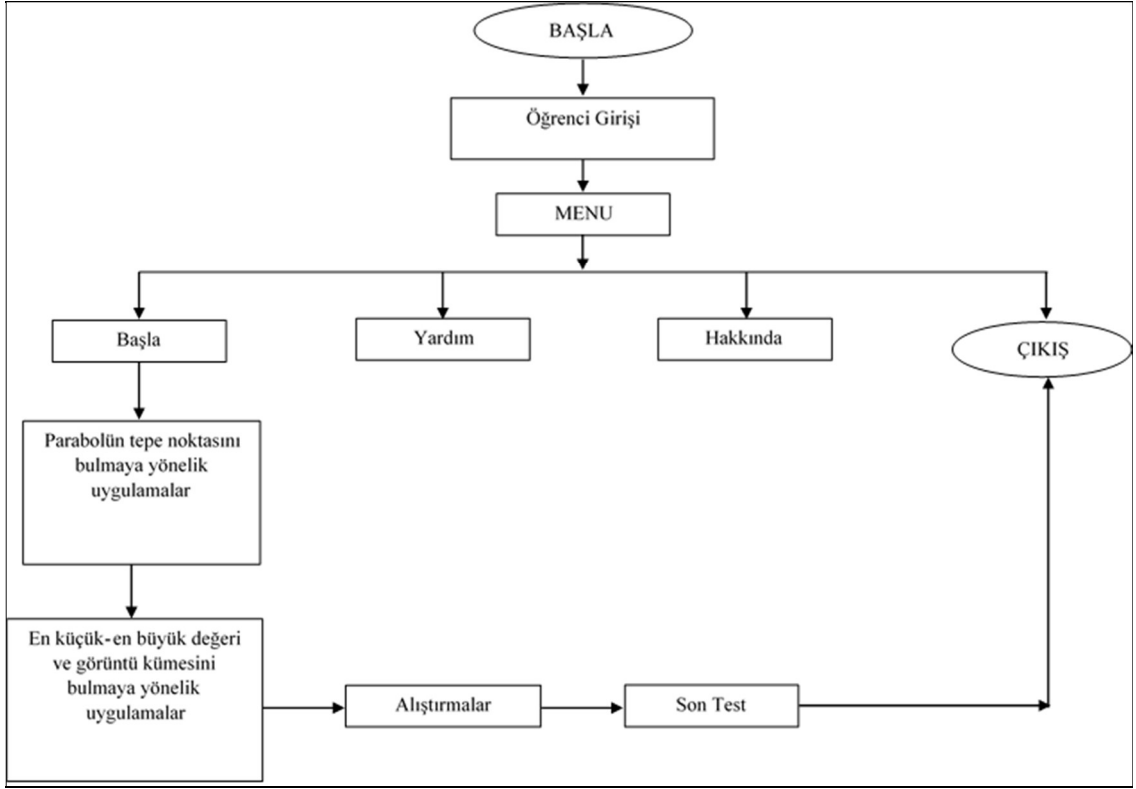 BAŞLA
Öğrenci Girişi
MENU
Başla
Yardım
Hakkında
ÇIKIŞ
Parabolün tepe noktasını
bulmaya yönelik
uygulamalar
En küçük-en büyük değeri
ve görüntü kümesini
bulmaya yönelik
uygulamalar
Alıştırmalar
Son Test